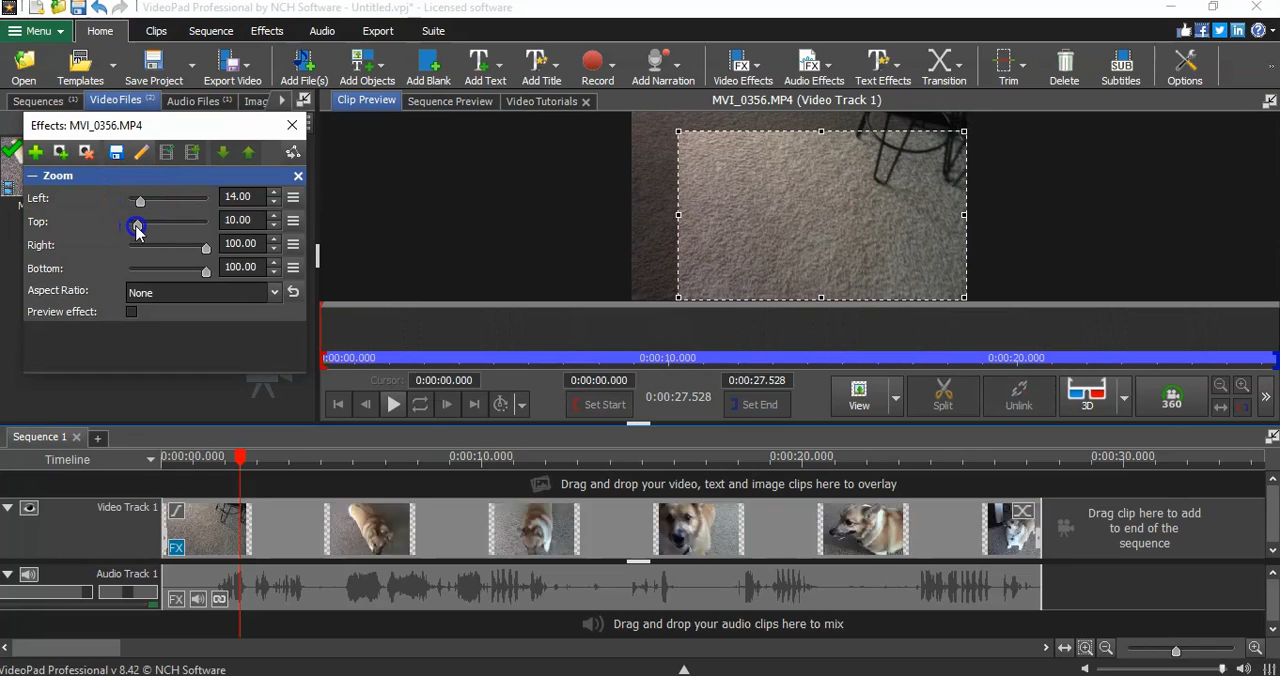 VideoPad Professional by NCH Software - Untitled.vpj* - Licensed software
Menu Home Clips Sequence Effects Audio Export Suite
Open Templates Save Project Export Video Add File(s) Add Objects Add Blank Add Text Add Title Record Add Narration Video Effects Audio Effects Text Effects Transition Trim Delete Subtitles Options
Sequences (1) Video Files (2) Audio Files (1) Imag Clip Preview Sequence Preview Video Tutorials MVI_0356.MP4 (Video Track 1)
Effects: MVI_0356.MP4
Zoom
Left: 14.00
Top: 10.00
Right: 100.00
Bottom: 100.00
Aspect Ratio: None
Preview effect:
0:00:00.000 0:00:10.000 0:00:20.000
Cursor: 0:00:00.000 0:00:00.000 0:00:27.528
Set Start 0:00:27.528 Set End View Split Unlink 3D 360
Sequence 1
Timeline 0:00:00.000 0:00:10.000 0:00:20.000 0:00:30.000
Drag and drop your video, text and image clips here to overlay
Video Track 1
FX
Drag clip here to add
to end of the
sequence
Audio Track 1
FX
Drag and drop your audio clips here to mix
VideoPad Professional v 8.42 © NCH Software